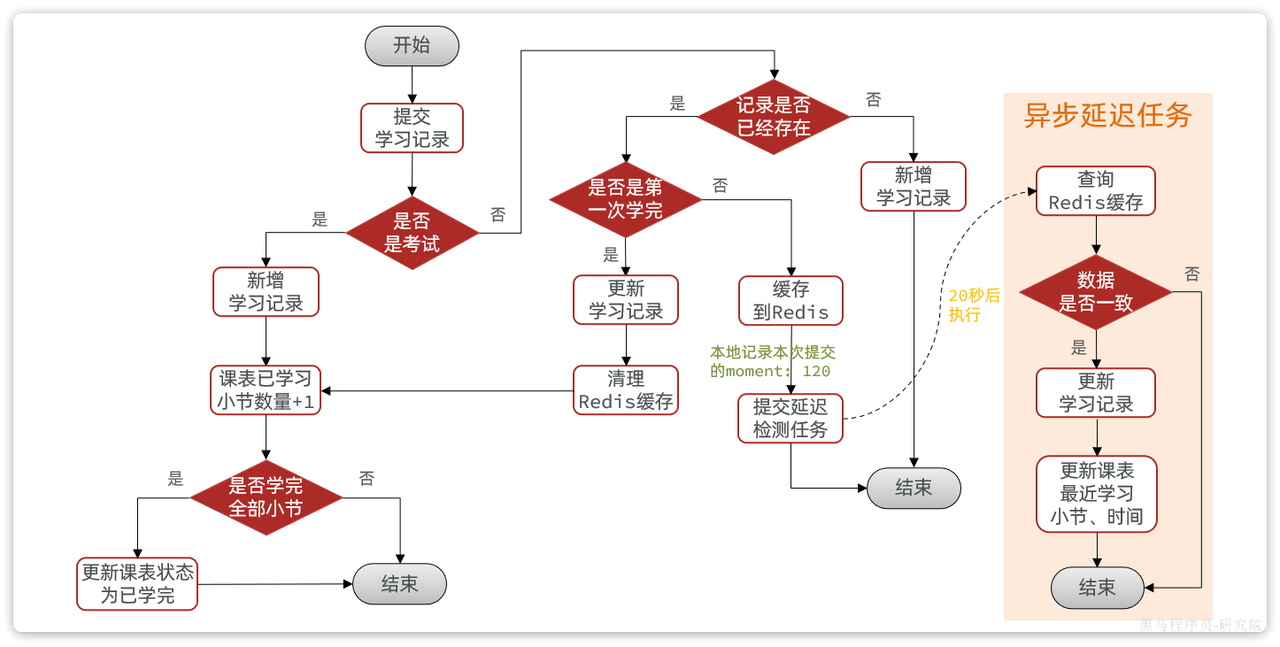 开始
提交
学习记录
是否
是考试
是
否
新增
学习记录
课表已学习
小节数量+1
是否学完
全部小节
是
否
更新课表状态
为已学完
结束
记录是否
已经存在
是
否
是否是第
一次学完
是
否
更新
学习记录
清理
Redis缓存
缓存
到Redis
本地记录本次提交
的moment: 120
提交延迟
检测任务
新增
学习记录
结束
20秒后
执行
异步延迟任务
查询
Redis缓存
数据
是否一致
是
否
更新
学习记录
更新课表
最近学习
小节、时间
结束
黑马程序员-研究院